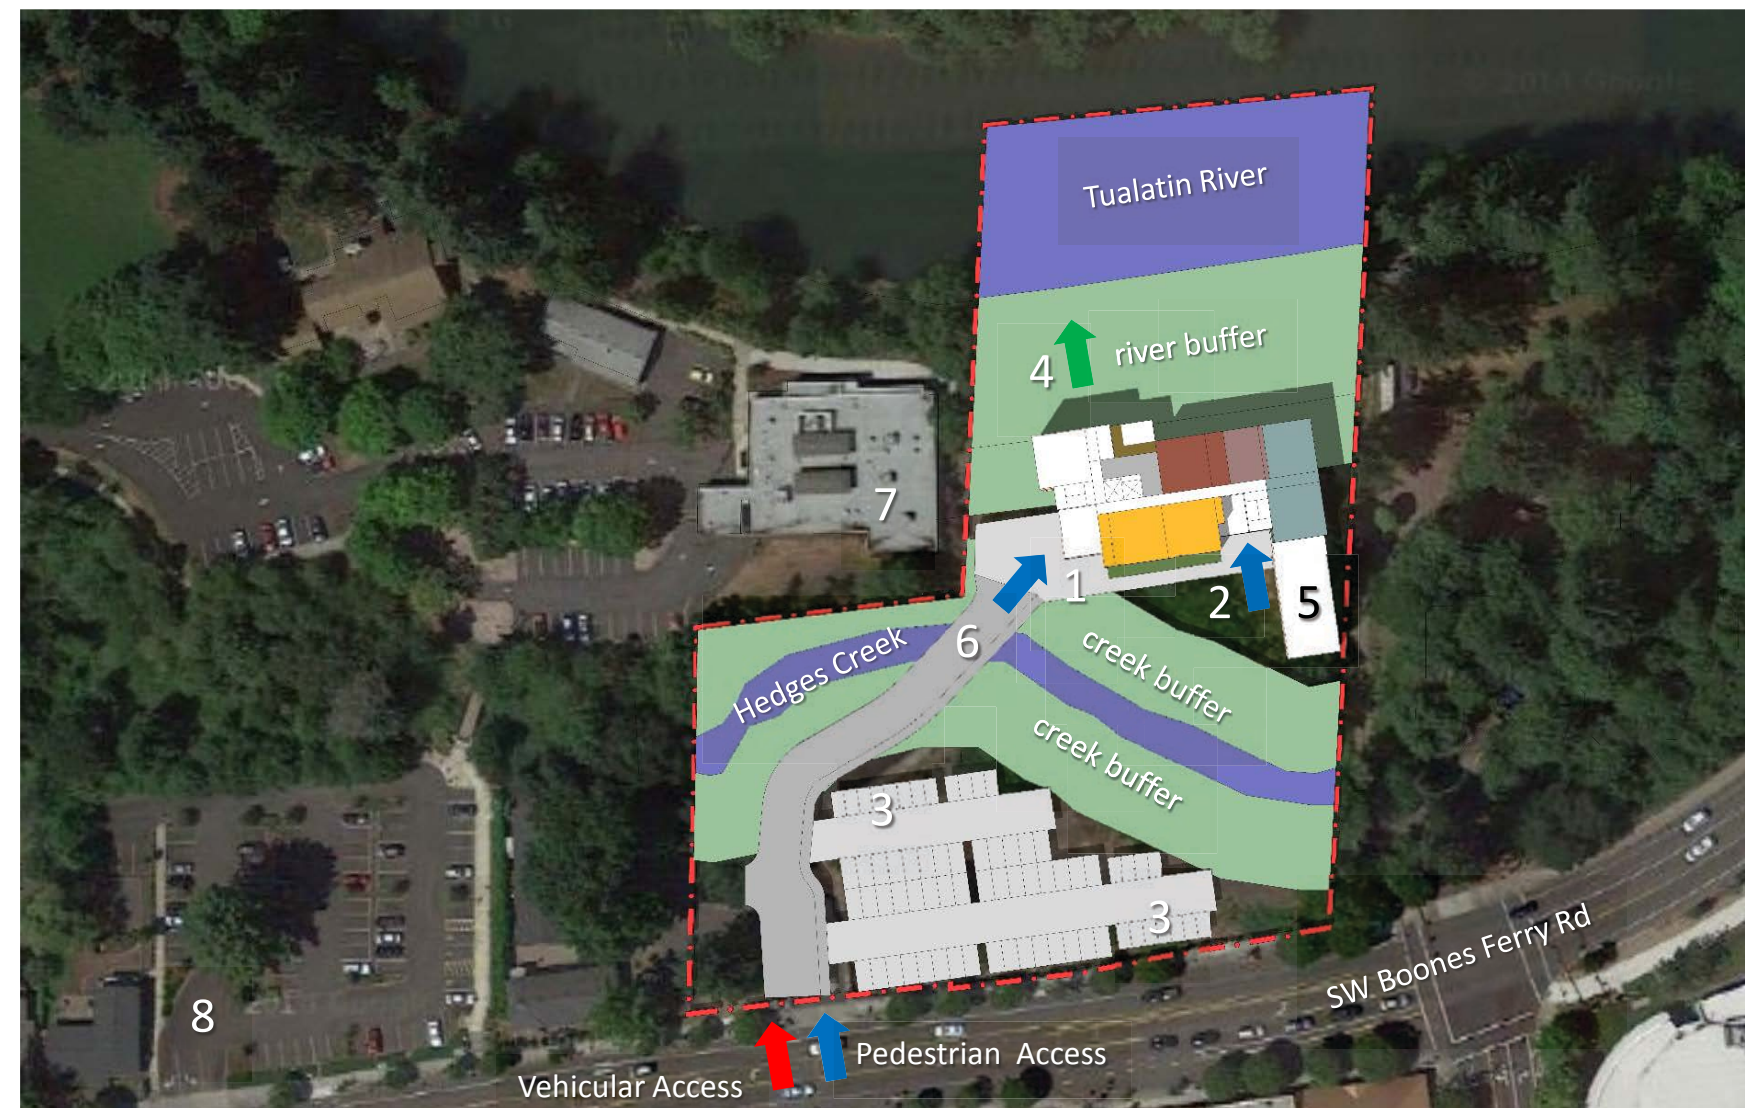 Tualatin River
4
river buffer
7
1
2
5
6
Hedges Creek
creek buffer
creek buffer
3
3
SW Boones Ferry Rd
8
Pedestrian Access
Vehicular Access